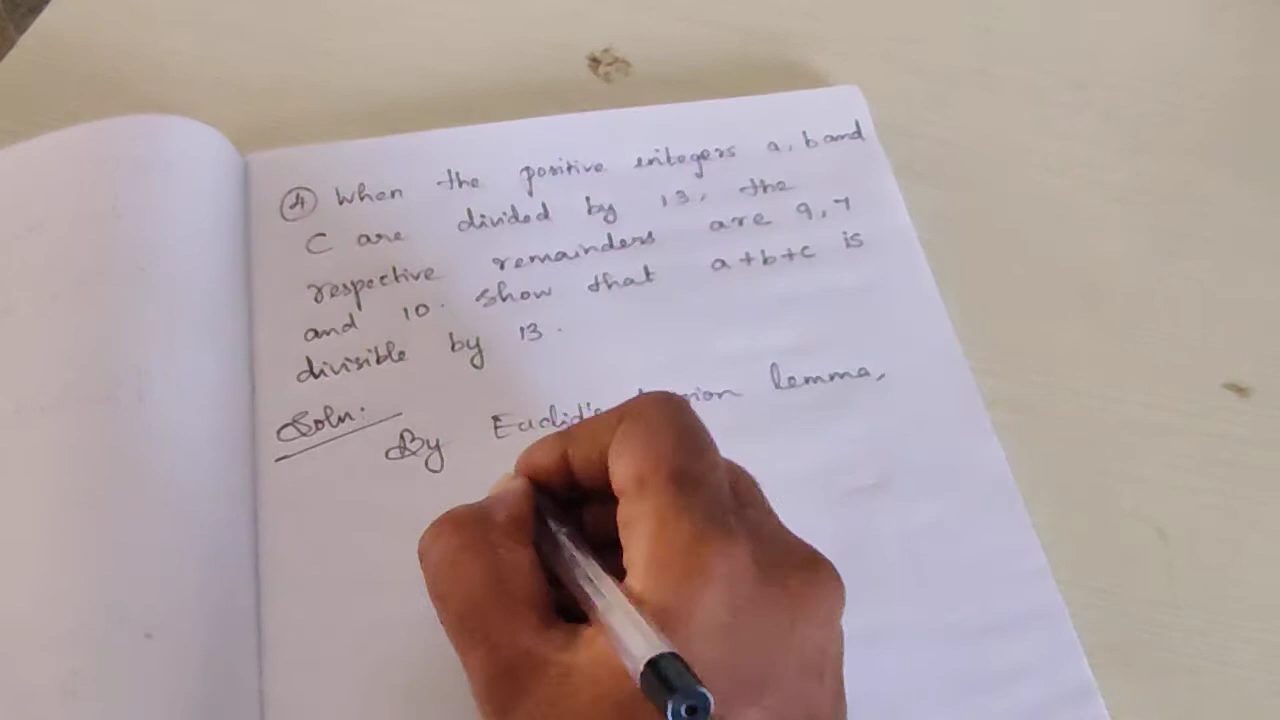 4 When the positive integers a, b and
C are divided by 13, the
respective remainders are 9, 7
and 10. show that a+b+c is
divisible by 13.
Soln:
By Euclid's lemma,